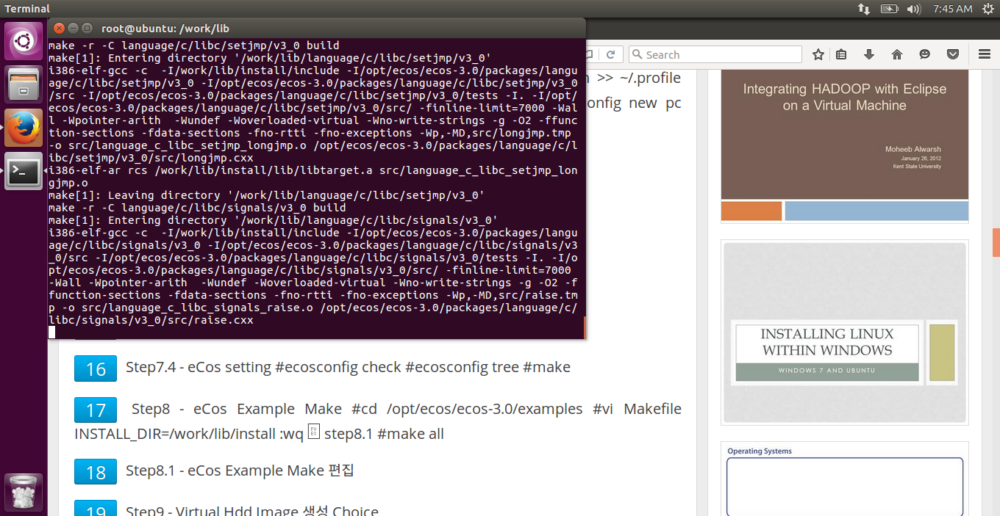 Terminal
7:45 AM
root@ubuntu: /work/lib
make -r -C language/c/libc/setjmp/v3_0 build
make[1]: Entering directory '/work/lib/language/c/libc/setjmp/v3_0'
i386-elf-gcc -c  -I/work/lib/install/include -I/opt/ecos/ecos-3.0/packages/langu
age/c/libc/setjmp/v3_0 -I/opt/ecos/ecos-3.0/packages/language/c/libc/setjmp/v3_0
/src -I/opt/ecos/ecos-3.0/packages/language/c/libc/setjmp/v3_0/tests -I. -I/opt/
ecos/ecos-3.0/packages/language/c/libc/setjmp/v3_0/src/ -finline-limit=7000 -Wal
l -Wpointer-arith  -Wundef -Woverloaded-virtual -Wno-write-strings -g -O2 -ffunc
tion-sections -fdata-sections -fno-rtti -fno-exceptions -Wp,-MD,src/longjmp.tmp
-o src/language_c_libc_setjmp_longjmp.o /opt/ecos/ecos-3.0/packages/language/c/l
ibc/setjmp/v3_0/src/longjmp.cxx
i386-elf-ar rcs /work/lib/install/lib/libtarget.a src/language_c_libc_setjmp_lon
gjmp.o
make[1]: Leaving directory '/work/lib/language/c/libc/setjmp/v3_0'
make -r -C language/c/libc/signals/v3_0 build
make[1]: Entering directory '/work/lib/language/c/libc/signals/v3_0'
i386-elf-gcc -c  -I/work/lib/install/include -I/opt/ecos/ecos-3.0/packages/langu
age/c/libc/signals/v3_0 -I/opt/ecos/ecos-3.0/packages/language/c/libc/signals/v3
_0/src -I/opt/ecos/ecos-3.0/packages/language/c/libc/signals/v3_0/tests -I. -I/o
pt/ecos/ecos-3.0/packages/language/c/libc/signals/v3_0/src/ -finline-limit=7000
-Wall -Wpointer-arith  -Wundef -Woverloaded-virtual -Wno-write-strings -g -O2 -f
function-sections -fdata-sections -fno-rtti -fno-exceptions -Wp,-MD,src/raise.tm
p -o src/language_c_libc_signals_raise.o /opt/ecos/ecos-3.0/packages/language/c/
libc/signals/v3_0/src/raise.cxx
Search
>> ~/.profile
onfig new pc
16 Step7.4 - eCos setting #ecosconfig check #ecosconfig tree #make
17 Step8 - eCos Example Make #cd /opt/ecos/ecos-3.0/examples #vi Makefile
INSTALL_DIR=/work/lib/install :wq step8.1 #make all
18 Step8.1 - eCos Example Make 편집
19 Step9 - Virtual Hdd Image 생성 Choice
Integrating HADOOP with Eclipse
on a Virtual Machine
Moheeb Alwarsh
January 26, 2012
Kent State University
INSTALLING LINUX
WITHIN WINDOWS
WINDOWS 7 AND UBUNTU
Operating Systems